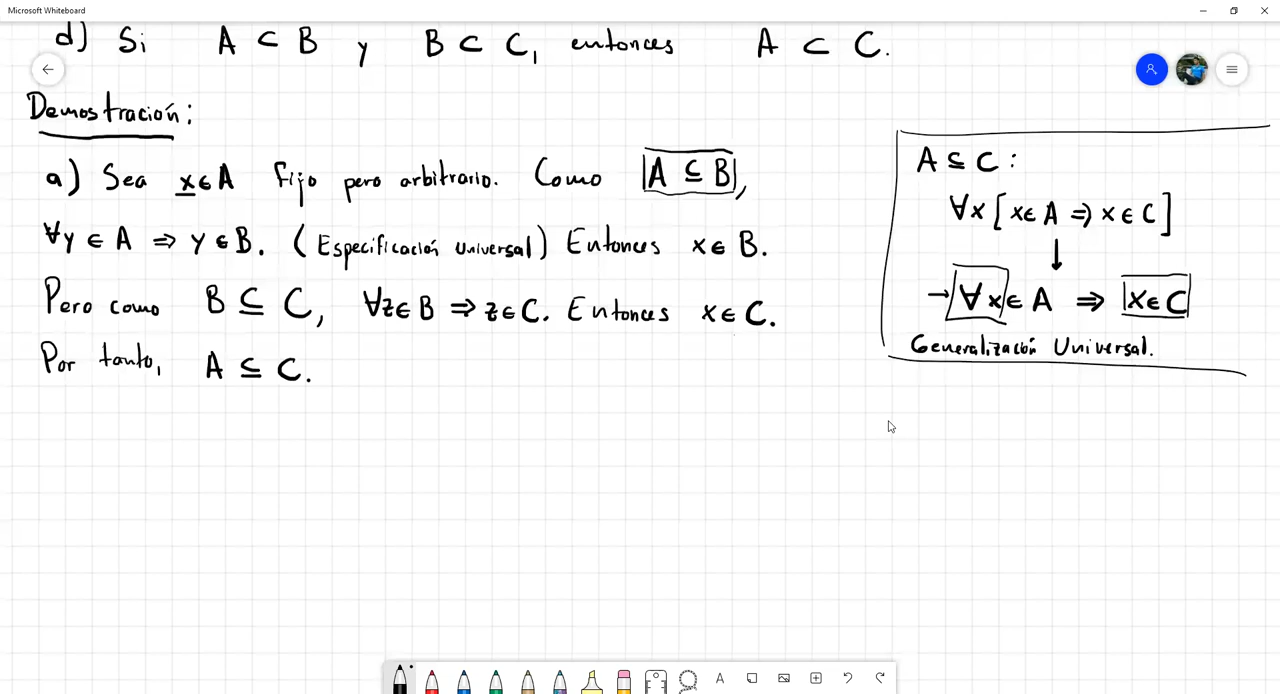 Microsoft Whiteboard
d) Si A ⊂ B y B ⊂ C, entonces A ⊂ C.
Demostración:
a) Sea x∈A fijo pero arbitrario. Como A ⊆ B,
∀y ∈ A ⇒ y ∈ B. (Especificación universal) Entonces x ∈ B.
Pero como B ⊆ C, ∀z∈B ⇒ z∈C. Entonces x∈C.
Por tanto, A ⊆ C.
A ⊆ C:
∀x [x∈A ⇒ x∈C]
↓
→ ∀x ∈ A ⇒ x∈C
Generalización Universal.
A